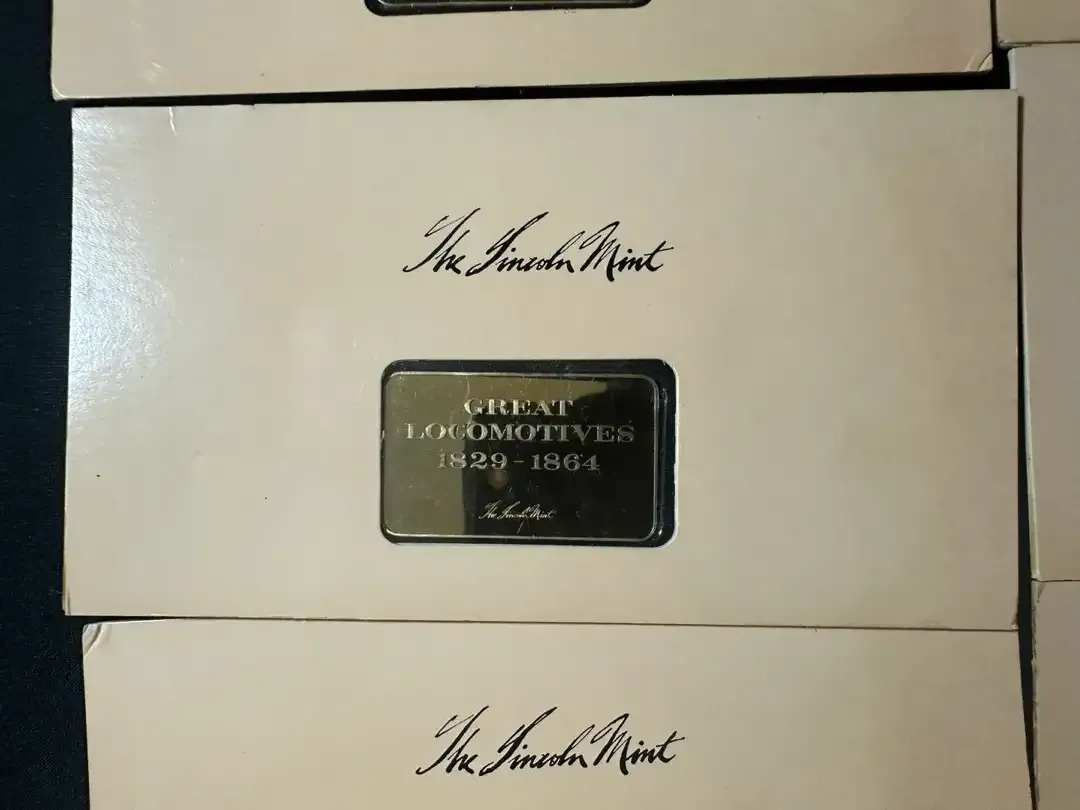 The Lincoln Mint
GREAT
LOCOMOTIVES
1829-1864
The Lincoln Mint
The Lincoln Mint